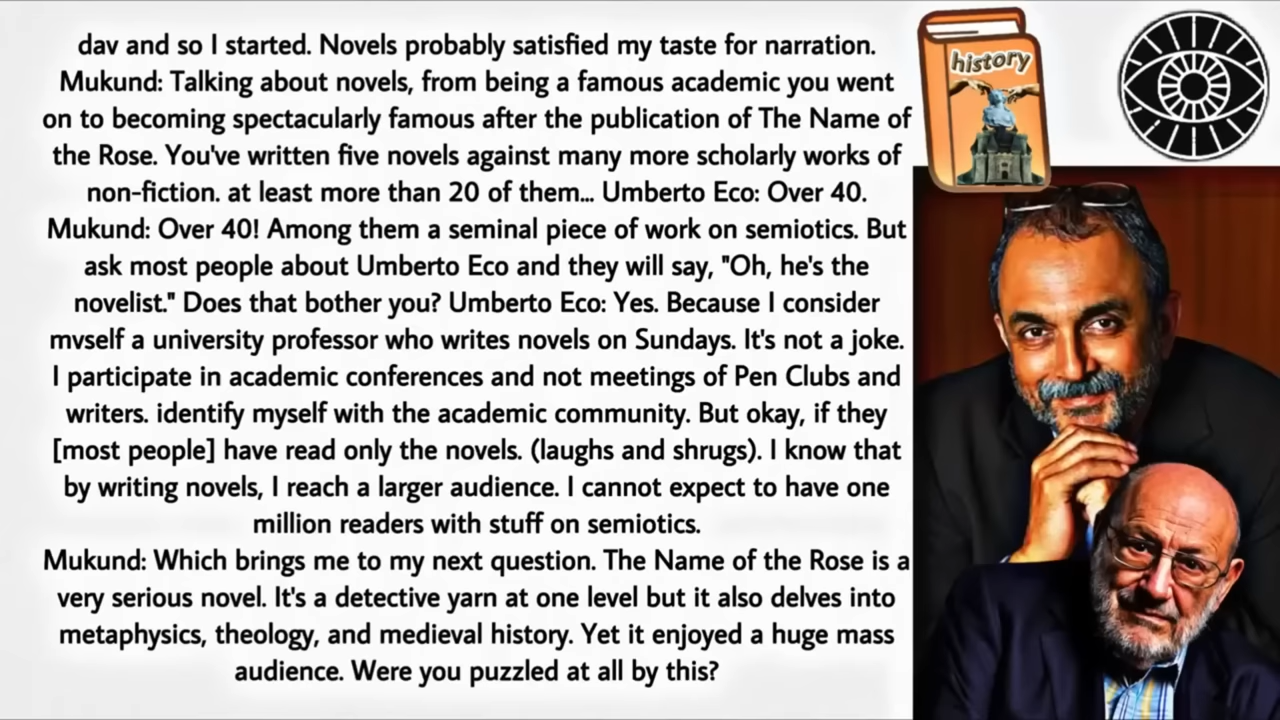 dav and so I started. Novels probably satisfied my taste for narration.
Mukund: Talking about novels, from being a famous academic you went
on to becoming spectacularly famous after the publication of The Name of
the Rose. You've written five novels against many more scholarly works of
non-fiction. at least more than 20 of them... Umberto Eco: Over 40.
Mukund: Over 40! Among them a seminal piece of work on semiotics. But
ask most people about Umberto Eco and they will say, "Oh, he's the
novelist." Does that bother you? Umberto Eco: Yes. Because I consider
mvself a university professor who writes novels on Sundays. It's not a joke.
I participate in academic conferences and not meetings of Pen Clubs and
writers. identify myself with the academic community. But okay, if they
[most people] have read only the novels. (laughs and shrugs). I know that
by writing novels, I reach a larger audience. I cannot expect to have one
million readers with stuff on semiotics.
Mukund: Which brings me to my next question. The Name of the Rose is a
very serious novel. It's a detective yarn at one level but it also delves into
metaphysics, theology, and medieval history. Yet it enjoyed a huge mass
audience. Were you puzzled at all by this?
history